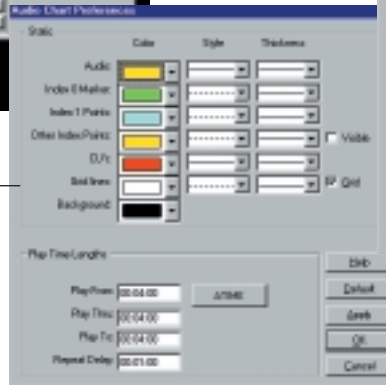 Audio Chart Preferences
Static
Color Style Thickness
Audio:
Index 0 Marker:
Index 1 Points:
Other Index Points: Visible
Grid lines: Grid
Background:
Play Time Lengths
Play From: 00:04:00
Play Thru: 00:04:00
Play To: 00:04:00
Repeat Delay: 00:01:00
Help
Default
Apply
OK
Cancel